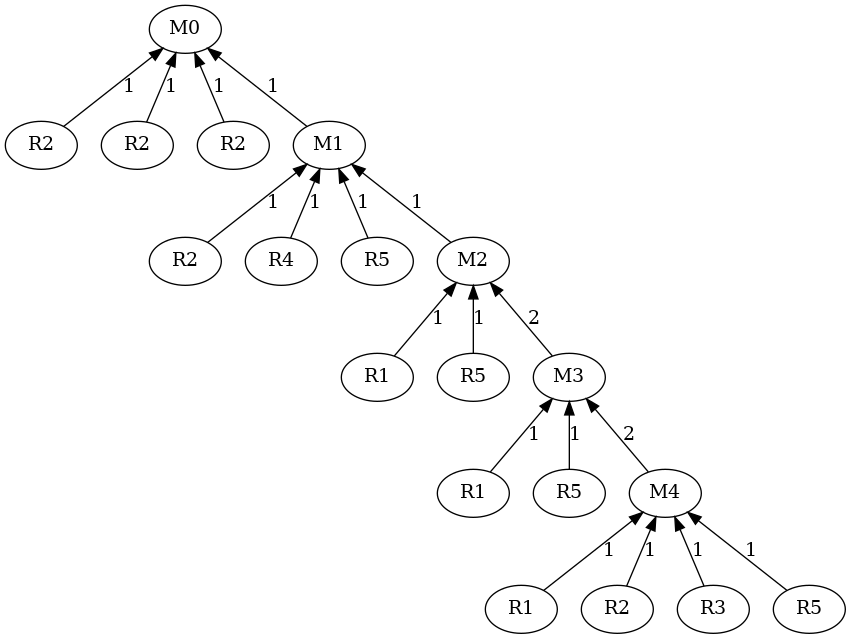 M0
1 1 1 1
R2 R2 R2 M1
1 1 1 1
R2 R4 R5 M2
1 1 2
R1 R5 M3
1 1 2
R1 R5 M4
1 1 1 1
R1 R2 R3 R5